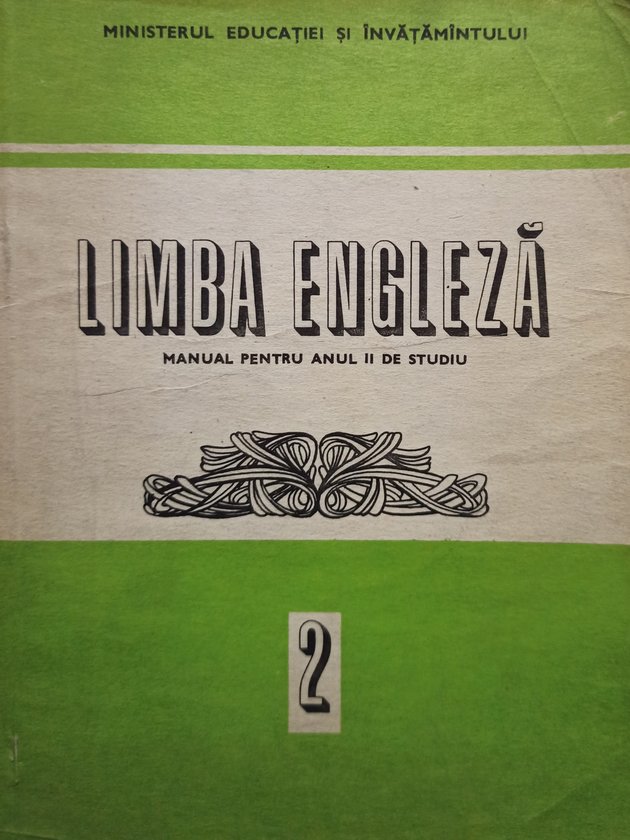 MINISTERUL EDUCAȚIEI ȘI ÎNVĂȚĂMÎNTULUI
LIMBA ENGLEZĂ
MANUAL PENTRU ANUL II DE STUDIU
2